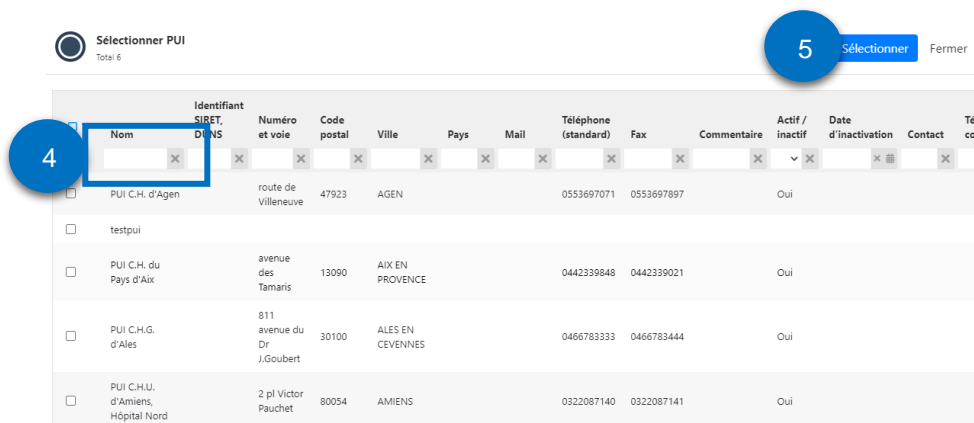 Sélectionner PUI
Total 6
5
Sélectionner Fermer
Identifiant
SIRET, Numéro Code Téléphone Actif / Date
Nom et voie postal Ville Pays Mail (standard) Fax Commentaire inactif d'inactivation Contact
4
route de
PUI C.H. d'Agen 47923 AGEN 0553697071 0553697897 Oui
Villeneuve
testpui
avenue
PUI C.H. du des 13090 AIX EN 0442339848 0442339021 Oui
Pays d'Aix Tamaris PROVENCE
811
PUI C.H.G. avenue du 30100 ALES EN 0466783333 0466783444 Oui
d'Ales Dr CEVENNES
J.Goubert
PUI C.H.U.
d'Amiens, 2 pl Victor 80054 AMIENS 0322087140 0322087141 Oui
Hôpital Nord Pauchet